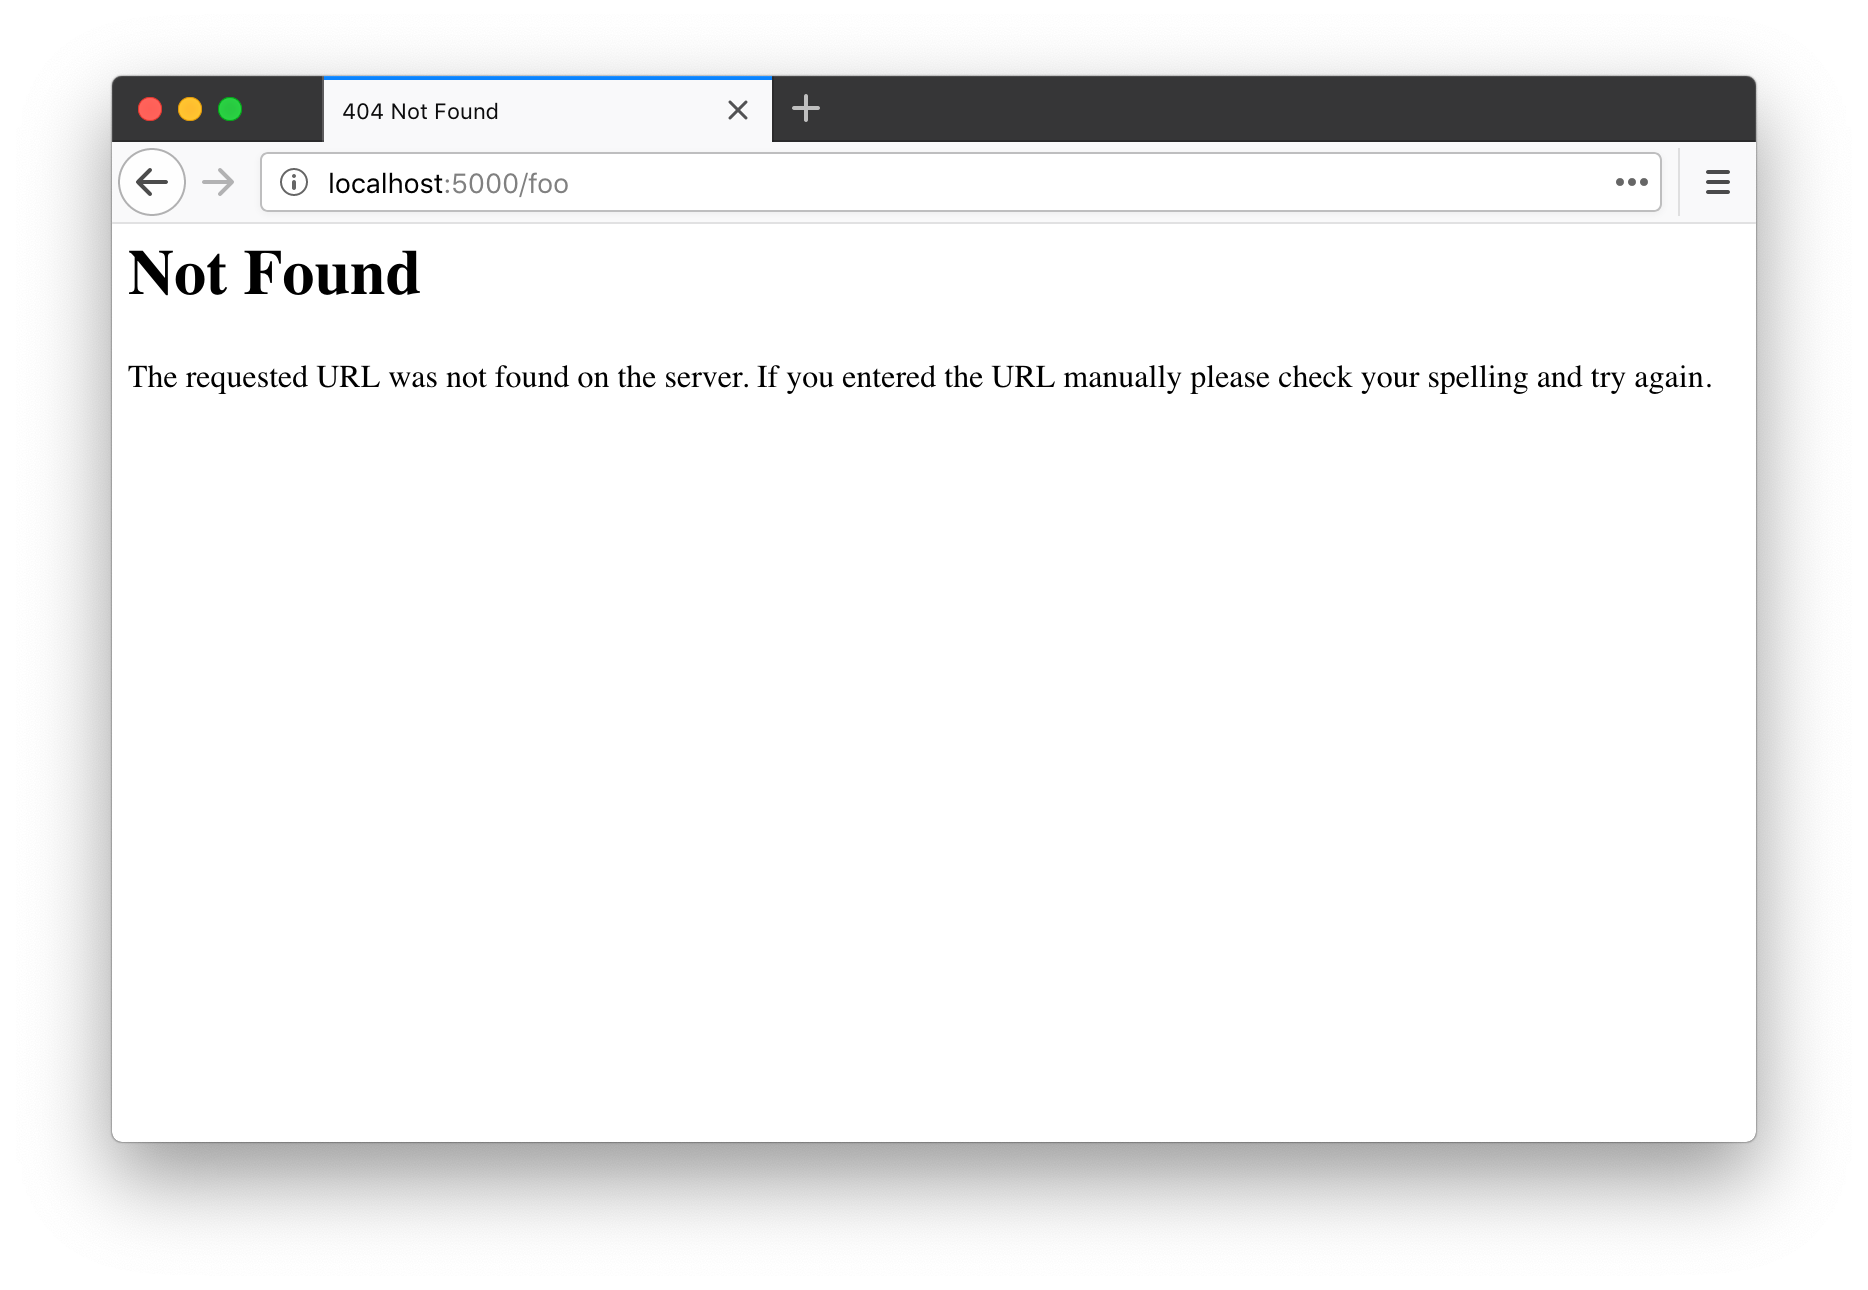 404 Not Found
localhost:5000/foo
Not Found
The requested URL was not found on the server. If you entered the URL manually please check your spelling and try again.